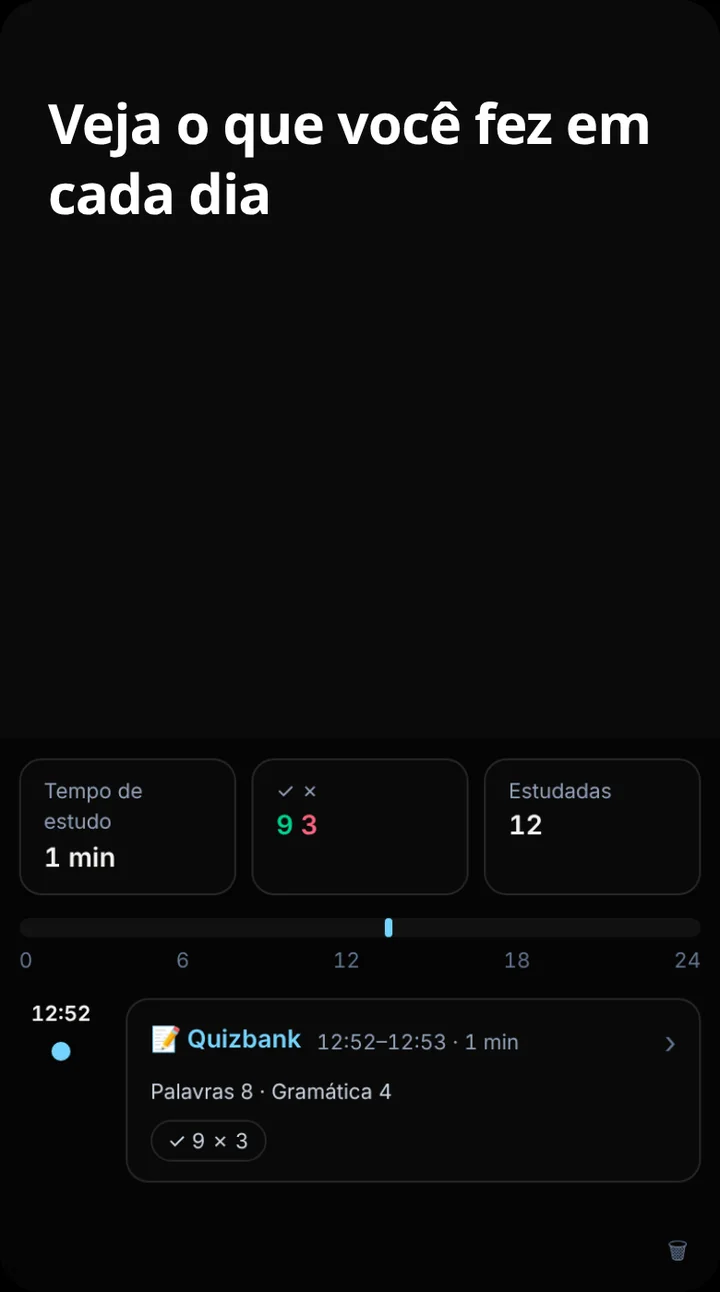 Veja o que você fez em
cada dia
Tempo de
estudo
1 min
✓ ×
9 3
Estudadas
12
0 6 12 18 24
12:52
📝 Quizbank 12:52–12:53 · 1 min ›
Palavras 8 · Gramática 4
✓ 9 × 3